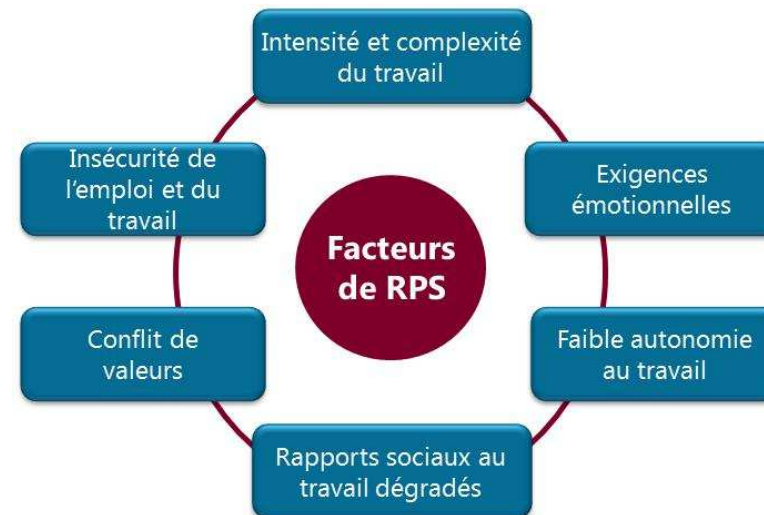 Intensité et complexité
du travail
Exigences
émotionnelles
Faible autonomie
au travail
Rapports sociaux au
travail dégradés
Conflit de
valeurs
Insécurité de
l'emploi et du
travail
Facteurs
de RPS